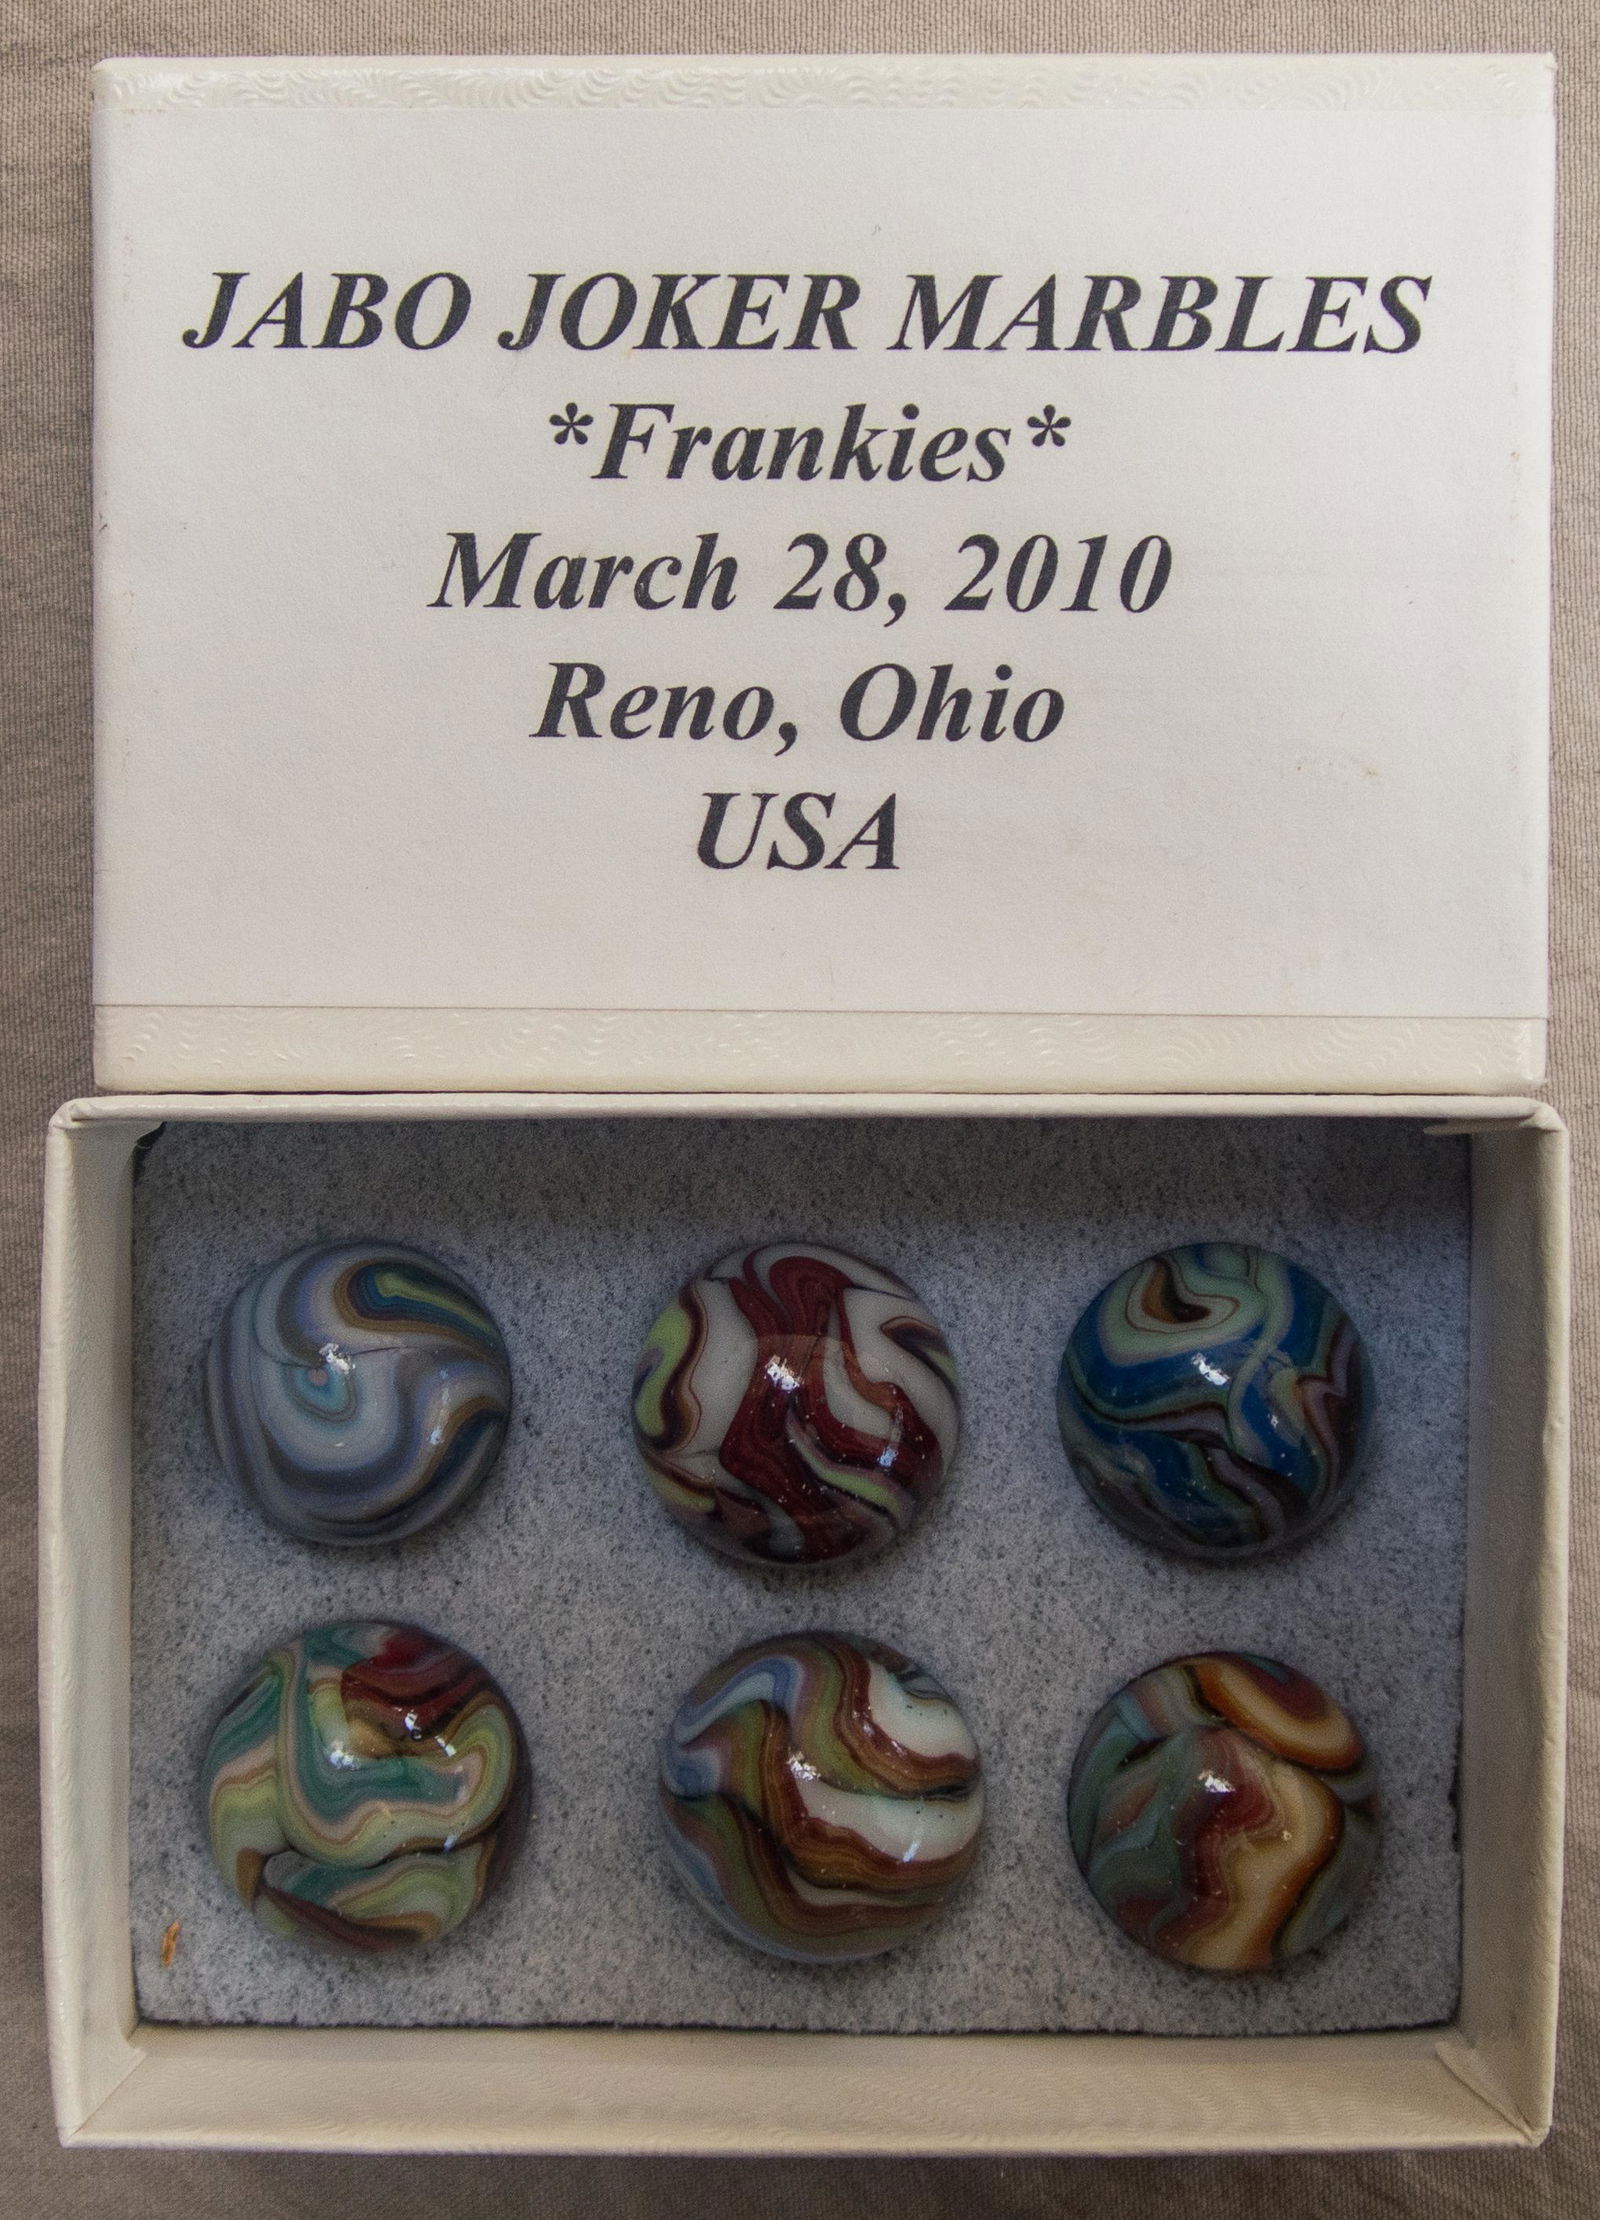 JABO JOKER MARBLES
*Frankies*
March 28, 2010
Reno, Ohio
USA